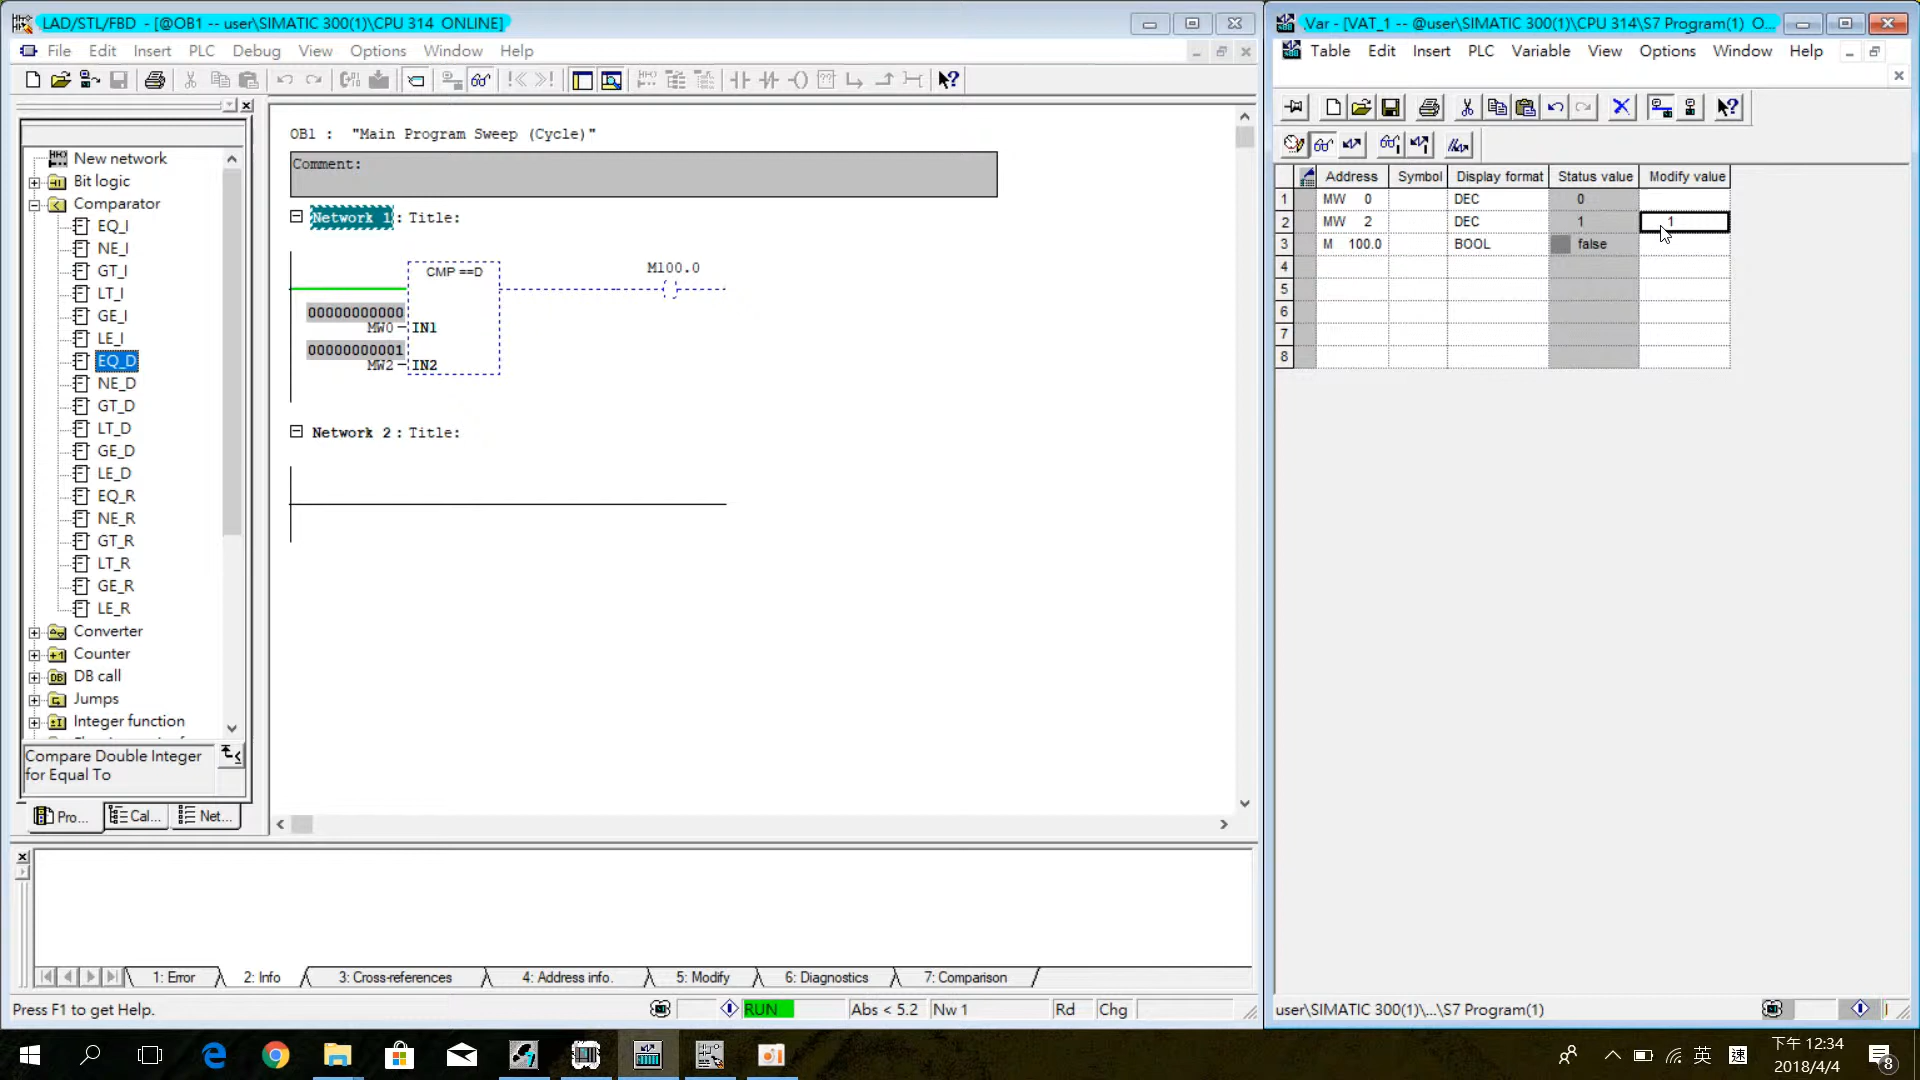 LAD/STL/FBD - [@OB1 -- user\SIMATIC 300(1)\CPU 314 ONLINE]
File Edit Insert PLC Debug View Options Window Help
New network
Bit logic
Comparator
EQ_I
NE_I
GT_I
LT_I
GE_I
LE_I
EQ_D
NE_D
GT_D
LT_D
GE_D
LE_D
EQ_R
NE_R
GT_R
LT_R
GE_R
LE_R
Converter
Counter
DB call
Jumps
Integer function
Compare Double Integer
for Equal To
Pro... Cal... Net...
OB1 : "Main Program Sweep (Cycle)"
Comment:
Network 1: Title:
CMP ==D
M100.0
00000000000
MW0 IN1
00000000001
MW2 IN2
Network 2: Title:
1: Error 2: Info 3: Cross-references 4: Address info. 5: Modify 6: Diagnostics 7: Comparison
Press F1 to get Help. RUN Abs < 5.2 Nw 1 Rd Chg
Var - [VAT_1 -- @user\SIMATIC 300(1)\CPU 314\S7 Program(1) O...
Table Edit Insert PLC Variable View Options Window Help
Address Symbol Display format Status value Modify value
1 MW 0 DEC 0
2 MW 2 DEC 1 1
3 M 100.0 BOOL false
4
5
6
7
8
user\SIMATIC 300(1)\...\S7 Program(1)
英 速 下午 12:34
2018/4/4
8